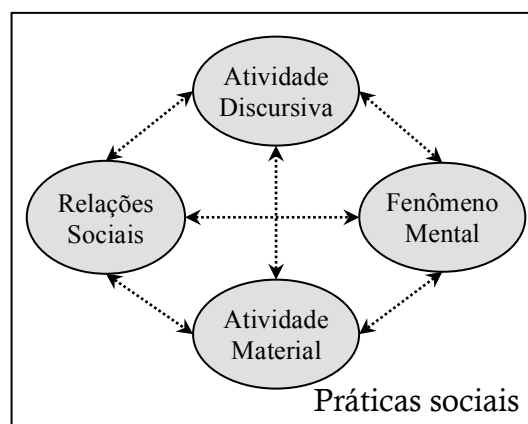 Atividade
Discursiva
Relações
Sociais
Fenômeno
Mental
Atividade
Material
Práticas sociais